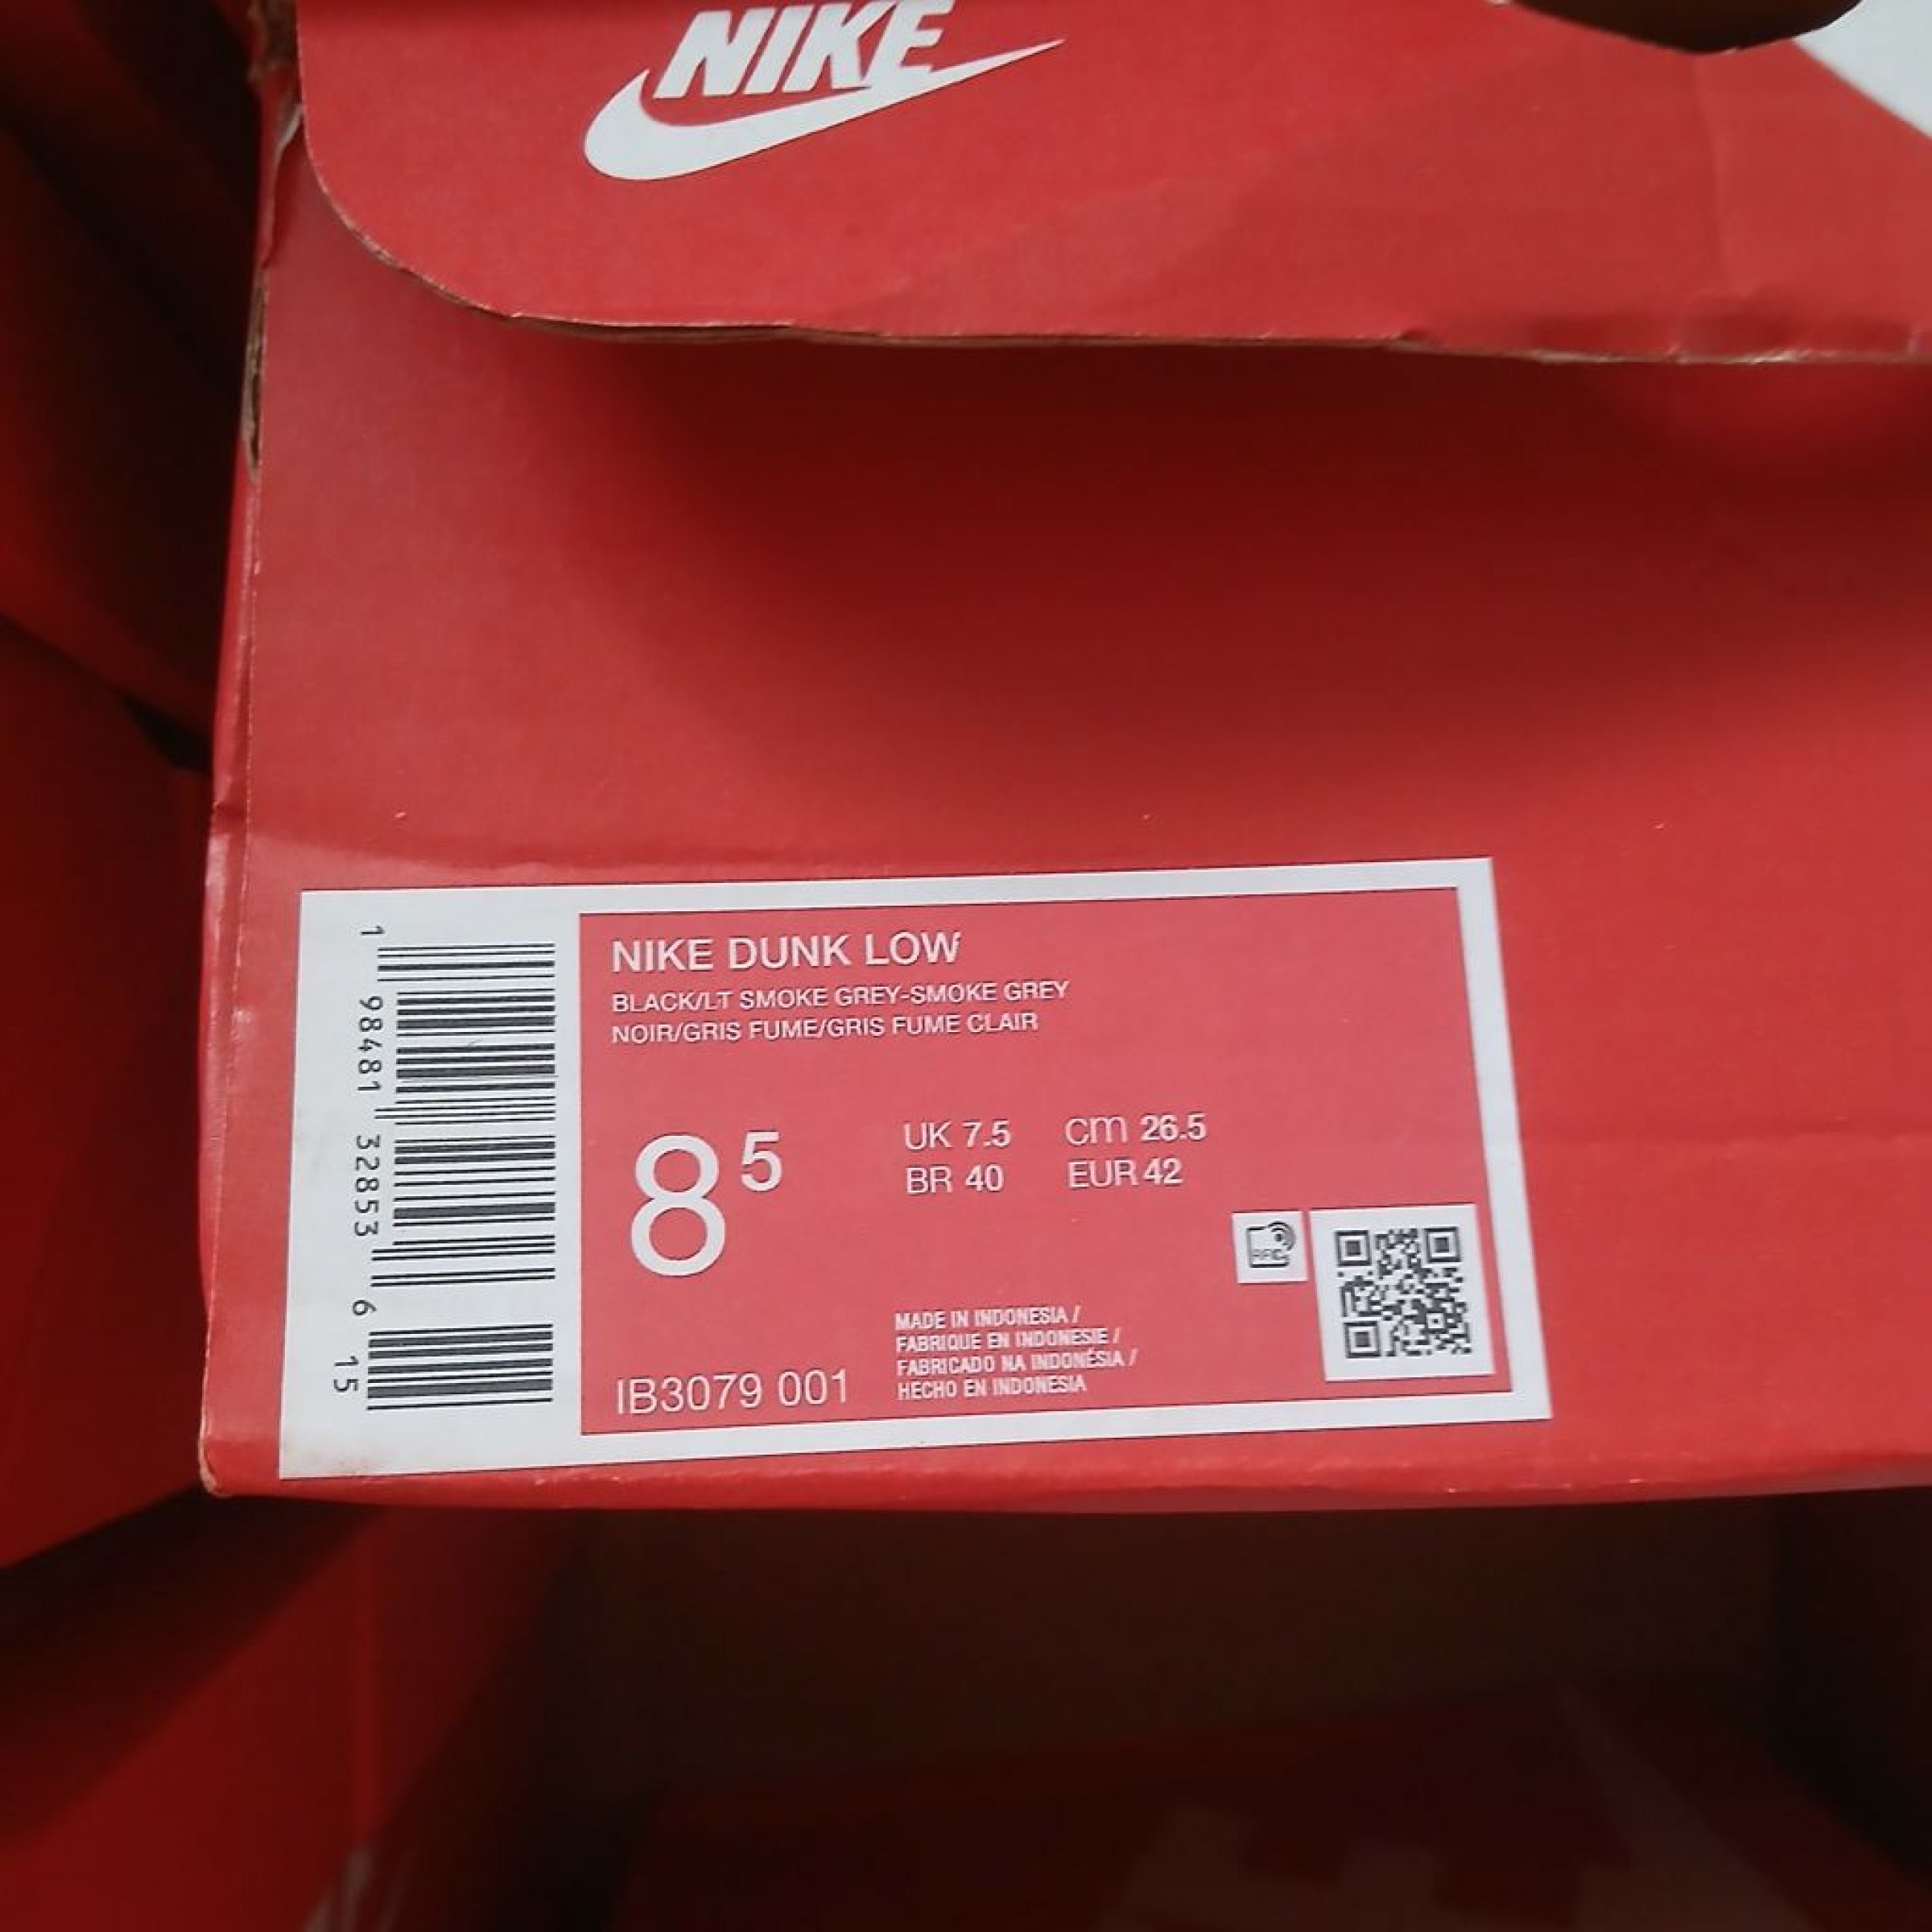 NIKE
NIKE DUNK LOW
BLACK/LT SMOKE GREY-SMOKE GREY
NOIR/GRIS FUME/GRIS FUME CLAIR
8 5
UK 7.5 cm 26.5
BR 40 EUR 42
RFID
MADE IN INDONESIA /
FABRIQUE EN INDONESIE /
FABRICADO NA INDONÉSIA /
HECHO EN INDONESIA
IB3079 001
1 98481 32853 6 15